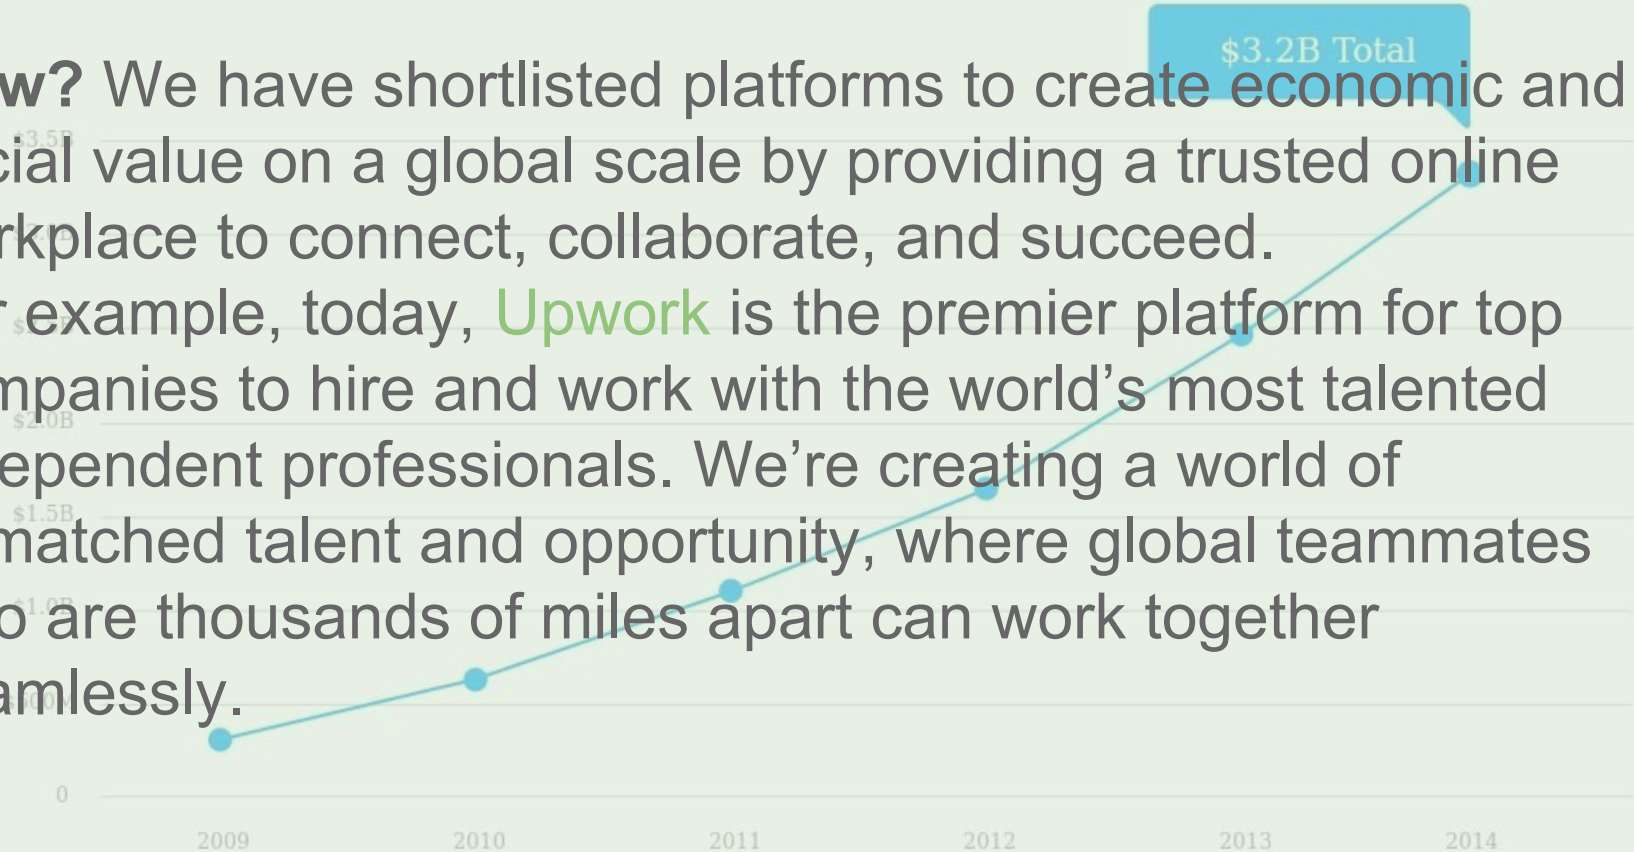 $3.2B Total
w? We have shortlisted platforms to create economic and
cial value on a global scale by providing a trusted online
rkplace to connect, collaborate, and succeed.
r example, today, Upwork is the premier platform for top
mpanies to hire and work with the world’s most talented
ependent professionals. We’re creating a world of
matched talent and opportunity, where global teammates
o are thousands of miles apart can work together
amlessly.
$3.5B
$2.0B
$1.5B
$1.0B
0
2009 2010 2011 2012 2013 2014